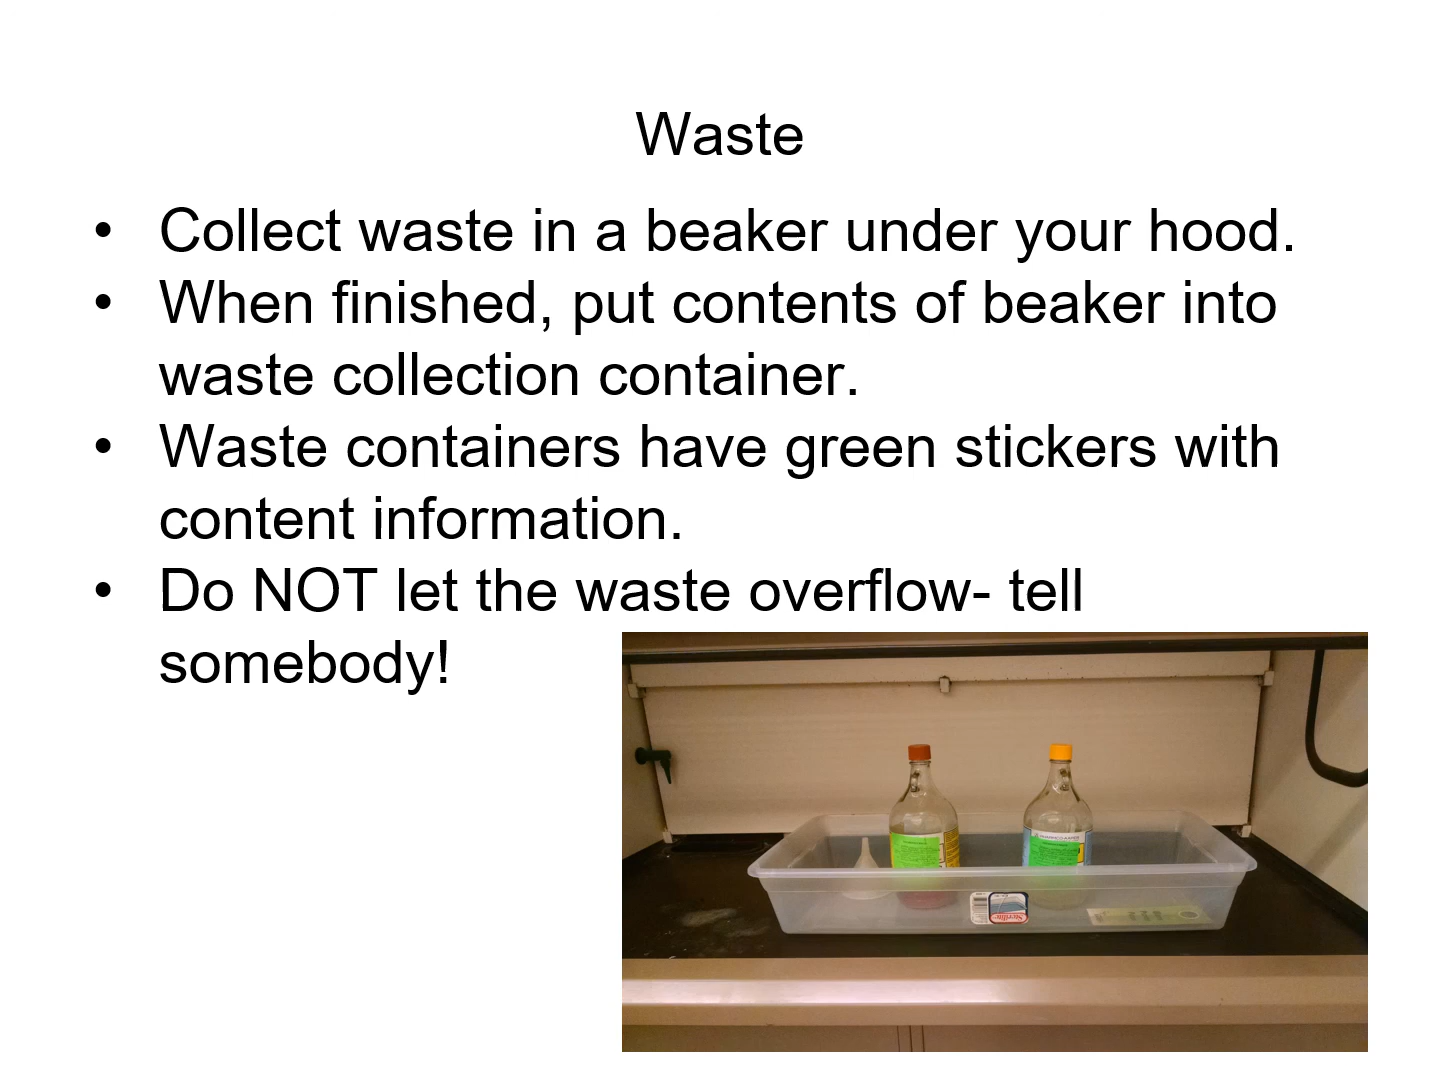 Waste
• Collect waste in a beaker under your hood.
• When finished, put contents of beaker into
waste collection container.
• Waste containers have green stickers with
content information.
• Do NOT let the waste overflow- tell
somebody!
Sterilite